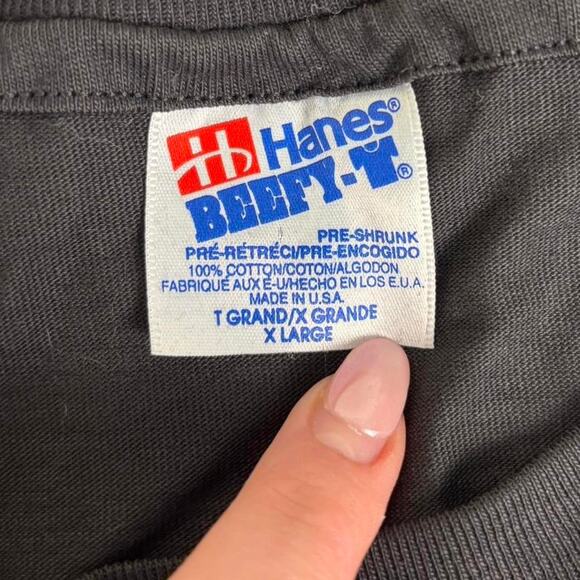 Hanes®
BEEFY-T®
PRE-SHRUNK
PRÉ-RÉTRÉCI/PRE-ENCOGIDO
100% COTTON/COTON/ALGODON
FABRIQUÉ AUX É-U/HECHO EN LOS E.U.A.
MADE IN U.S.A.
T GRAND/X GRANDE
X LARGE